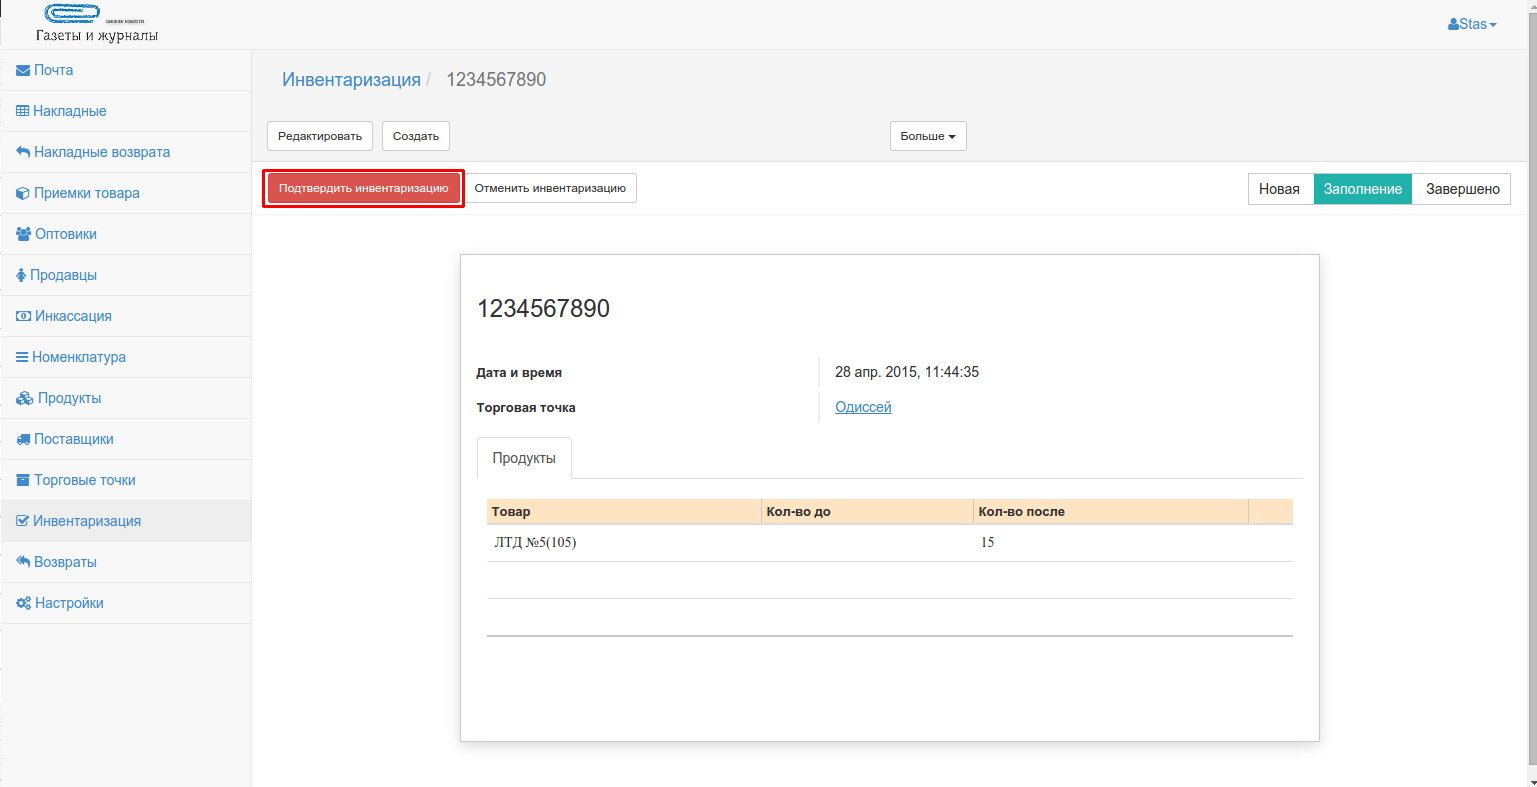 свежие новости
Газеты и журналы
Stas
Почта
Накладные
Накладные возврата
Приемки товара
Оптовики
Продавцы
Инкассация
Номенклатура
Продукты
Поставщики
Торговые точки
Инвентаризация
Возвраты
Настройки
Инвентаризация / 1234567890
Редактировать Создать Больше
Подтвердить инвентаризацию Отменить инвентаризацию Новая Заполнение Завершено
1234567890
Дата и время 28 апр. 2015, 11:44:35
Торговая точка Одиссей
Продукты
Товар Кол-во до Кол-во после
ЛТД №5(105) 15